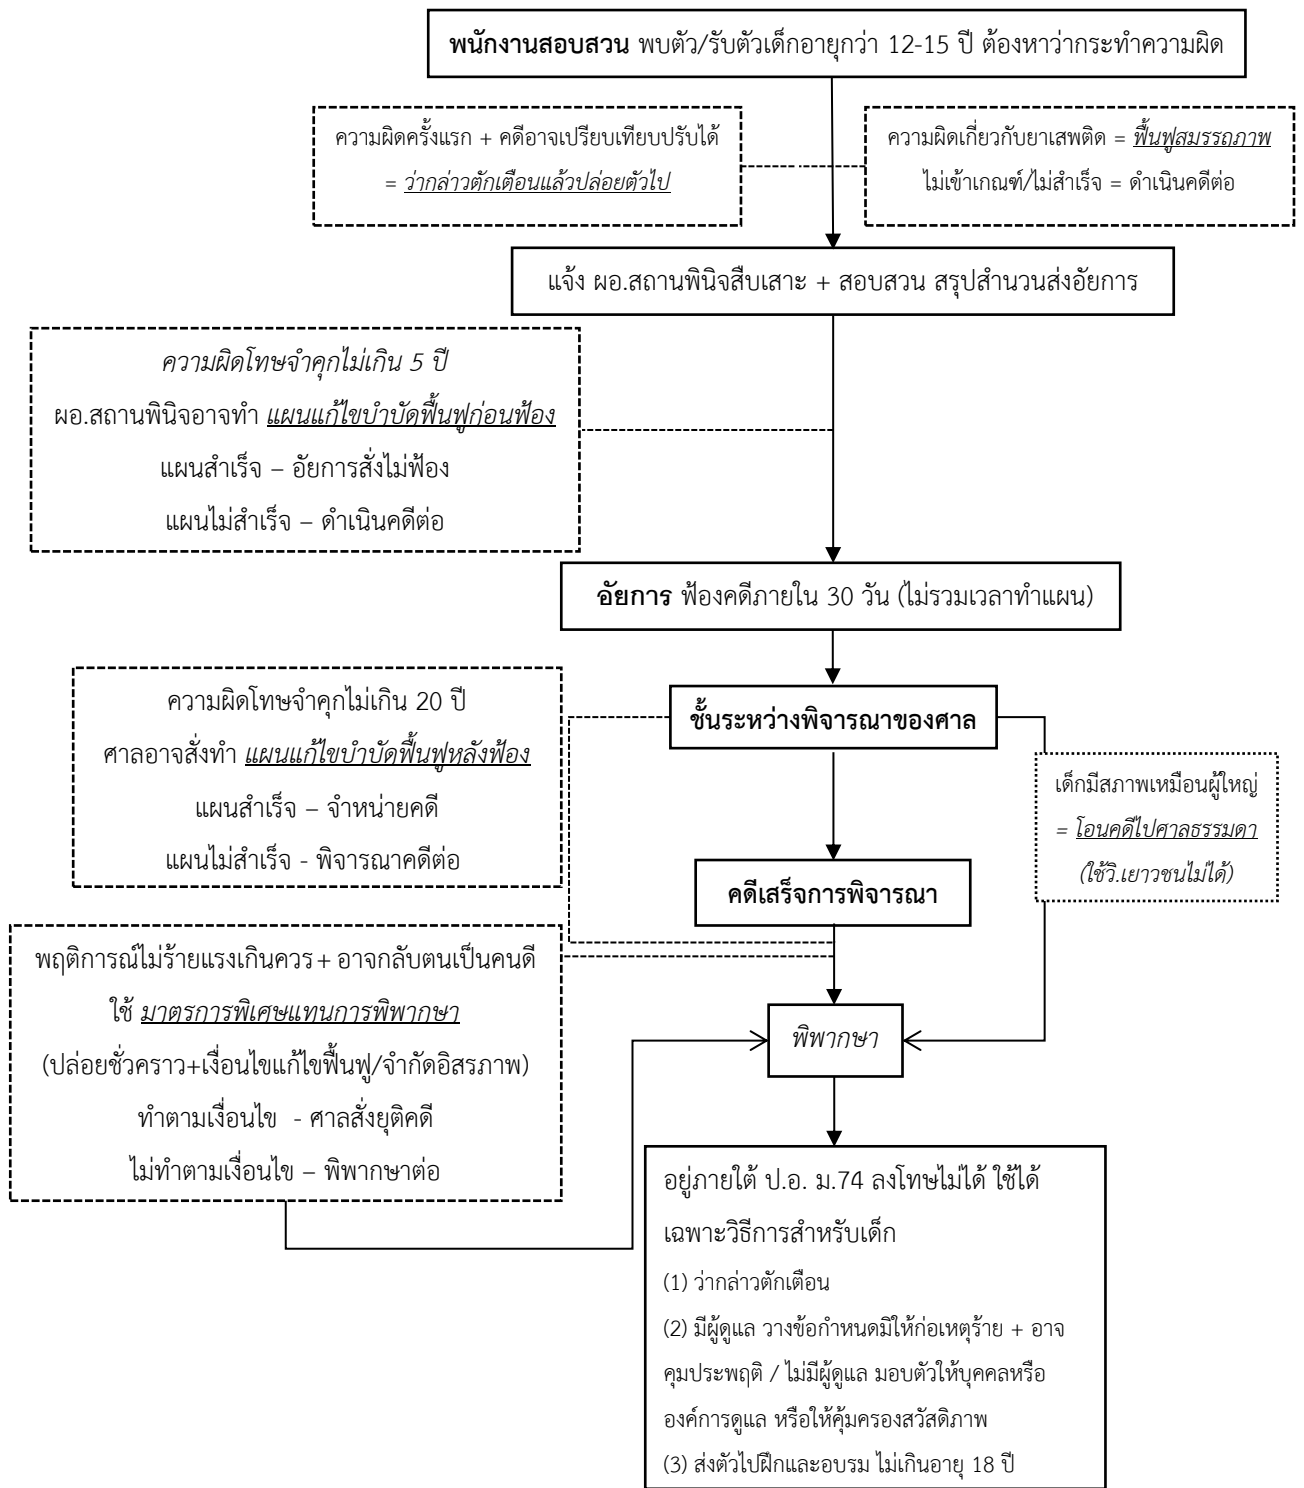 พนักงานสอบสวน พบตัว/รับตัวเด็กอายุกว่า 12-15 ปี ต้องหาว่ากระทำความผิด
ความผิดครั้งแรก + คดีอาจเปรียบเทียบปรับได้
= ว่ากล่าวตักเตือนแล้วปล่อยตัวไป
ความผิดเกี่ยวกับยาเสพติด = ฟื้นฟูสมรรถภาพ
ไม่เข้าเกณฑ์/ไม่สำเร็จ = ดำเนินคดีต่อ
แจ้ง ผอ.สถานพินิจสืบเสาะ + สอบสวน สรุปสำนวนส่งอัยการ
ความผิดโทษจำคุกไม่เกิน 5 ปี
ผอ.สถานพินิจอาจทำ แผนแก้ไขบำบัดฟื้นฟูก่อนฟ้อง
แผนสำเร็จ – อัยการสั่งไม่ฟ้อง
แผนไม่สำเร็จ – ดำเนินคดีต่อ
อัยการ ฟ้องคดีภายใน 30 วัน (ไม่รวมเวลาทำแผน)
ความผิดโทษจำคุกไม่เกิน 20 ปี
ศาลอาจสั่งทำ แผนแก้ไขบำบัดฟื้นฟูหลังฟ้อง
แผนสำเร็จ – จำหน่ายคดี
แผนไม่สำเร็จ - พิจารณาคดีต่อ
ชั้นระหว่างพิจารณาของศาล
เด็กมีสภาพเหมือนผู้ใหญ่
= โอนคดีไปศาลธรรมดา
(ใช้วิ.เยาวชนไม่ได้)
คดีเสร็จการพิจารณา
พฤติการณ์ไม่ร้ายแรงเกินควร+ อาจกลับตนเป็นคนดี
ใช้ มาตรการพิเศษแทนการพิพากษา
(ปล่อยชั่วคราว+เงื่อนไขแก้ไขฟื้นฟู/จำกัดอิสรภาพ)
ทำตามเงื่อนไข - ศาลสั่งยุติคดี
ไม่ทำตามเงื่อนไข – พิพากษาต่อ
พิพากษา
อยู่ภายใต้ ป.อ. ม.74 ลงโทษไม่ได้ ใช้ได้
เฉพาะวิธีการสำหรับเด็ก
(1) ว่ากล่าวตักเตือน
(2) มีผู้ดูแล วางข้อกำหนดมิให้ก่อเหตุร้าย + อาจ
คุมประพฤติ / ไม่มีผู้ดูแล มอบตัวให้บุคคลหรือ
องค์การดูแล หรือให้คุ้มครองสวัสดิภาพ
(3) ส่งตัวไปฝึกและอบรม ไม่เกินอายุ 18 ปี